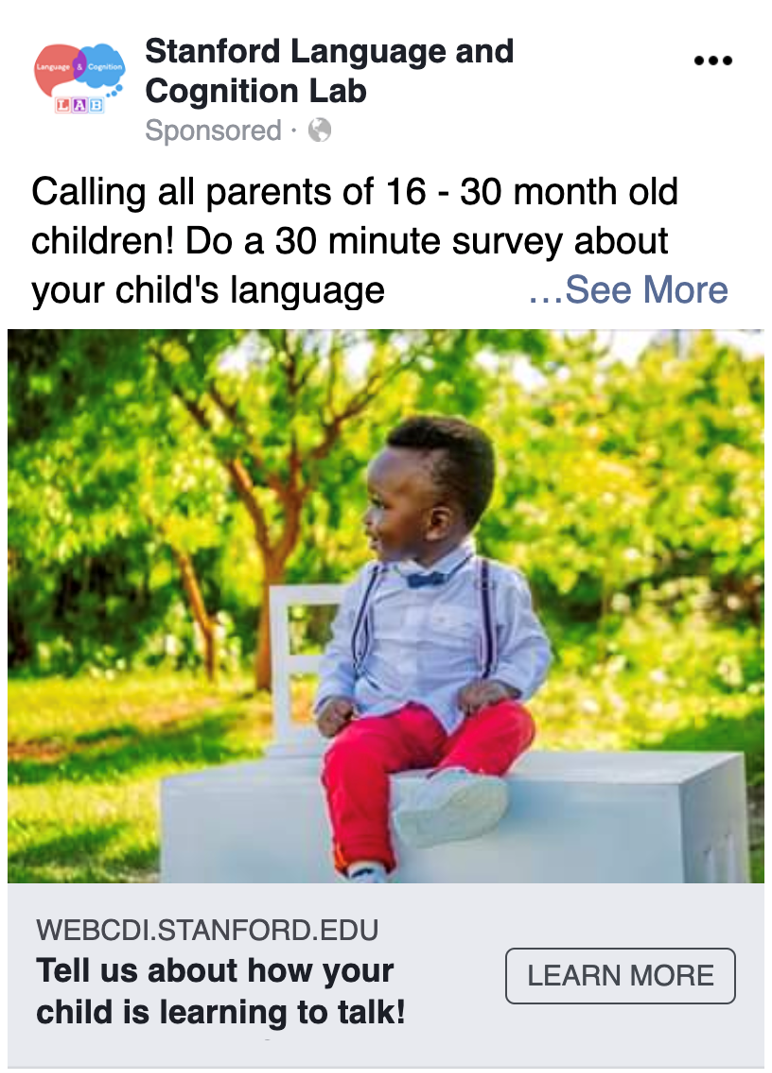 Language & Cognition
LAB
Stanford Language and
Cognition Lab
Sponsored ·
Calling all parents of 16 - 30 month old
children! Do a 30 minute survey about
your child's language ...See More
WEBCDI.STANFORD.EDU
Tell us about how your
child is learning to talk!
LEARN MORE